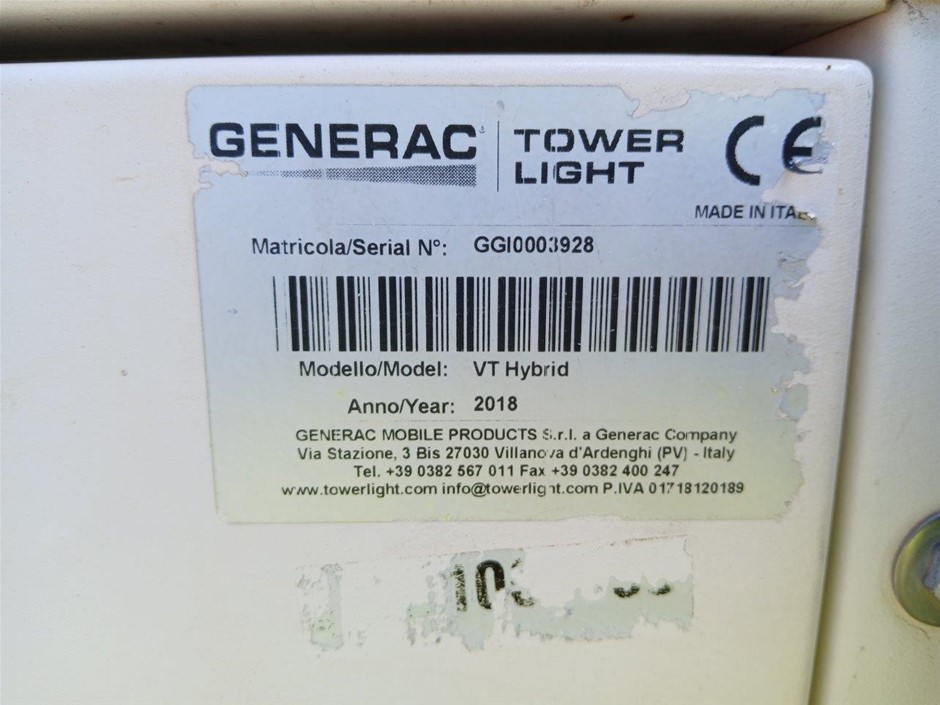 GENERAC
TOWER
LIGHT
CE
MADE IN
Matricola/Serial N°: GGI0003928
Modello/Model: VT Hybrid
Anno/Year: 2018
GENERAC MOBILE PRODUCTS S.r.l. a Generac Company
Via Stazione, 3 Bis 27030 Villanova d'Ardenghi (PV) - Italy
Tel. +39 0382 567 011 Fax +39 0382 400 247
www.towerlight.com info@towerlight.com P.IVA 01718120189